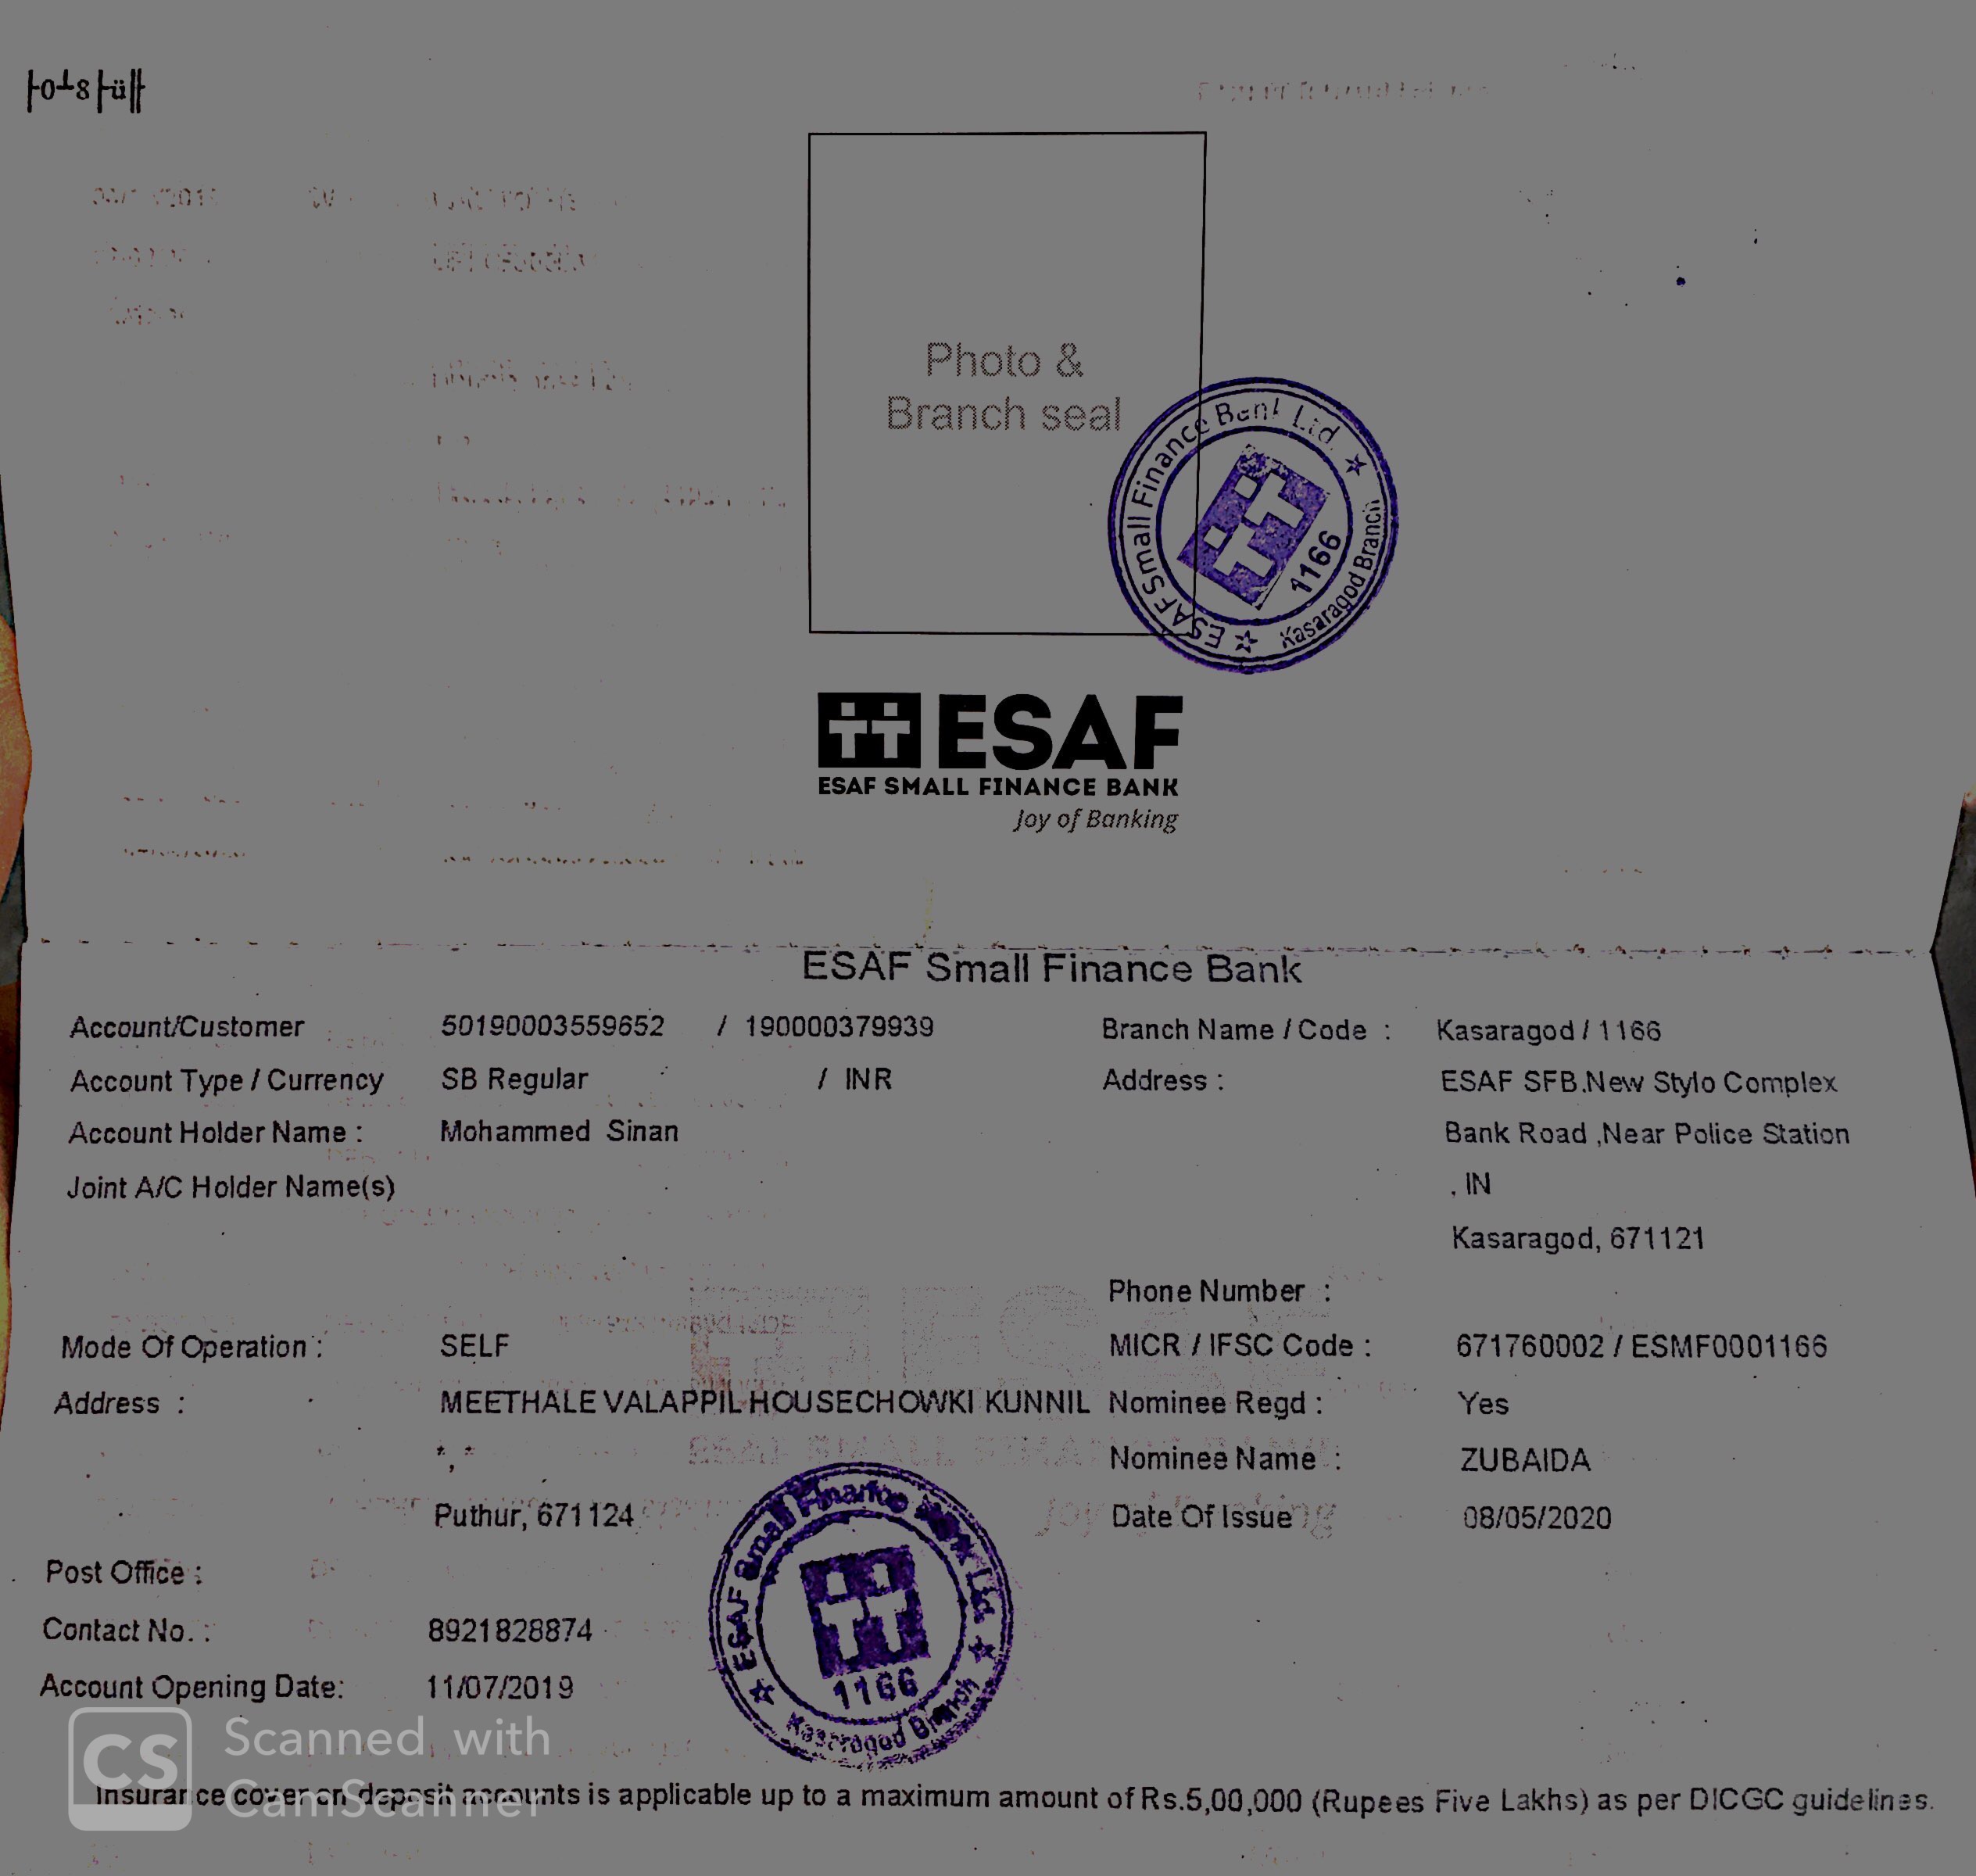 Photo &
Branch seal
ESAF Small Finance Bank Ltd.
1166
Kasaragod Branch
ESAF
ESAF SMALL FINANCE BANK
Joy of Banking
ESAF Small Finance Bank
Account/Customer 50190003559652 / 190000379939 Branch Name / Code : Kasaragod / 1166
Account Type / Currency SB Regular / INR Address : ESAF SFB.New Stylo Complex
Account Holder Name : Mohammed Sinan Bank Road ,Near Police Station
Joint A/C Holder Name(s) , IN
Kasaragod, 671121
Phone Number :
Mode Of Operation : SELF MICR / IFSC Code : 671760002 / ESMF0001166
Address : MEETHALE VALAPPIL HOUSECHOWKI KUNNIL Nominee Regd : Yes
*,* Nominee Name : ZUBAIDA
Puthur, 671124 Date Of Issue 08/05/2020
Post Office :
Contact No. : 8921828874
Account Opening Date: 11/07/2019
ESAF Small Finance Bank Ltd
1166
Kasaragod Branch
CS Scanned with
CamScanner
Insurance cover on deposit accounts is applicable up to a maximum amount of Rs.5,00,000 (Rupees Five Lakhs) as per DICGC guidelines.